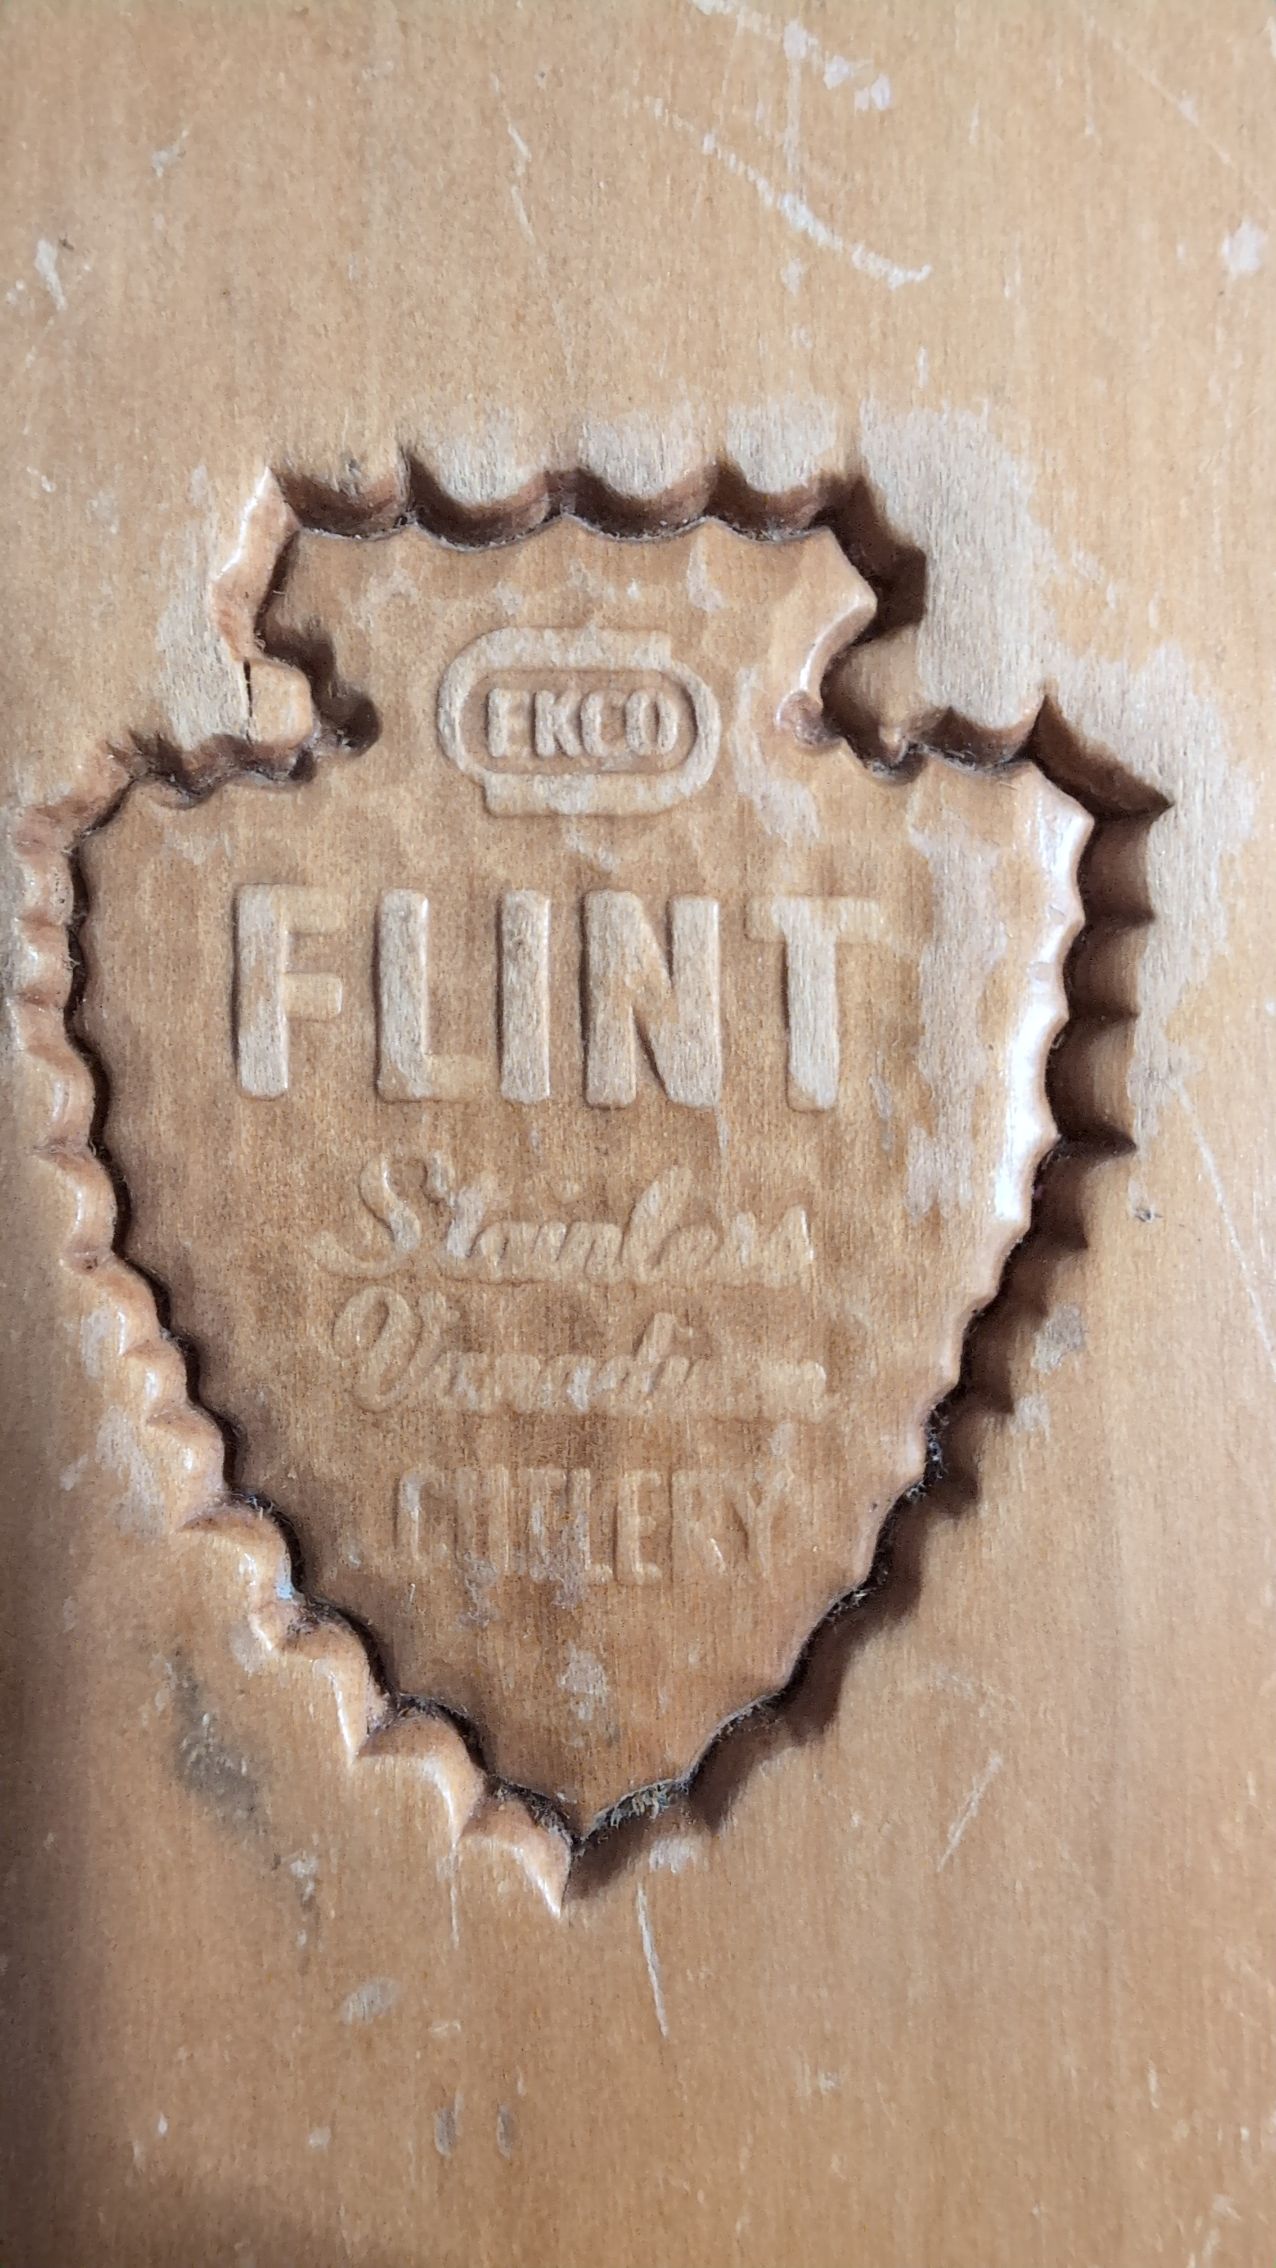 EKCO
FLINT
Stainless
Vanadium
CUTLERY